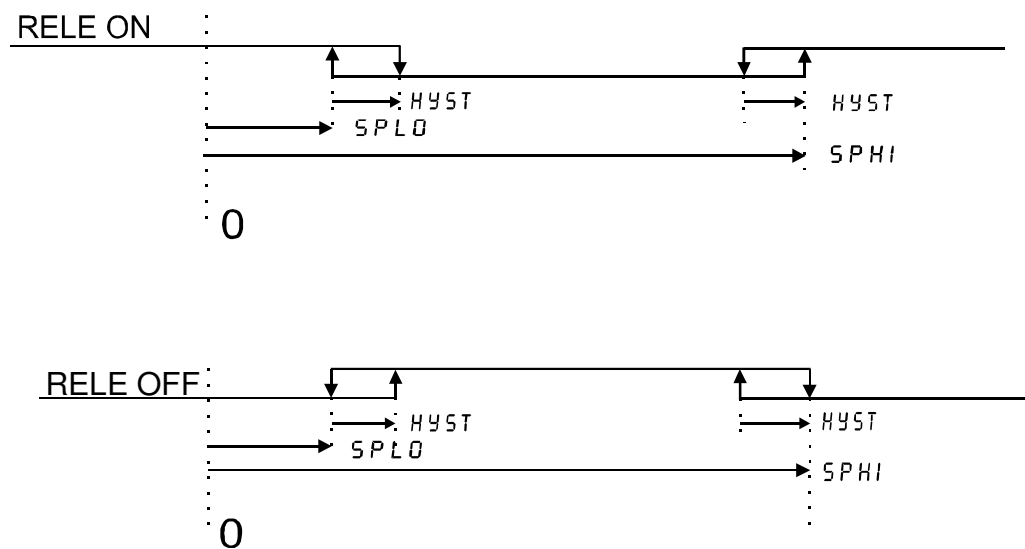 RELE ON
HYST
HYST
SPLO
SPHI
0
RELE OFF
HYST
HYST
SPLO
SPHI
0